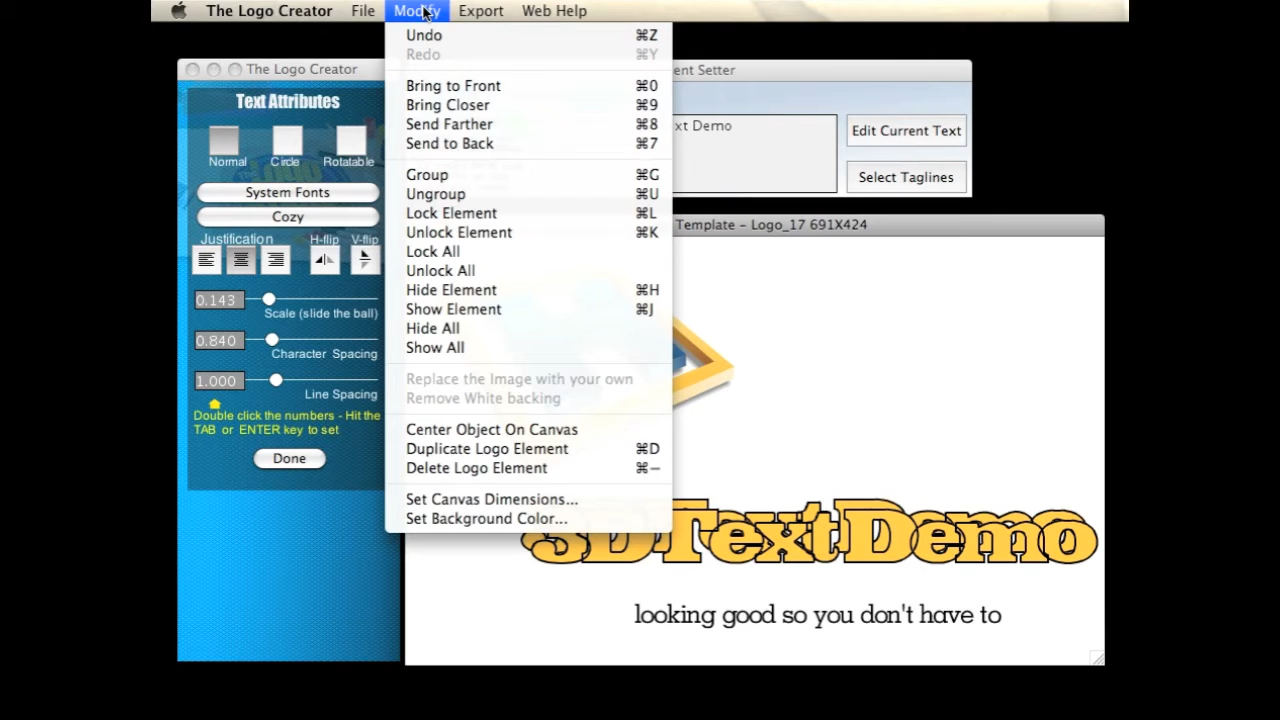 The Logo Creator File Modify Export Web Help
Undo ⌘Z
Redo ⌘Y
Bring to Front ⌘0
Bring Closer ⌘9
Send Farther ⌘8
Send to Back ⌘7
Group ⌘G
Ungroup ⌘U
Lock Element ⌘L
Unlock Element ⌘K
Lock All
Unlock All
Hide Element ⌘H
Show Element ⌘J
Hide All
Show All
Replace the Image with your own
Remove White backing
Center Object On Canvas
Duplicate Logo Element ⌘D
Delete Logo Element ⌘−
Set Canvas Dimensions...
Set Background Color...
The Logo Creator
Text Attributes
Normal Circle Rotatable
System Fonts
Cozy
Justification H-flip V-flip
0.143
Scale (slide the ball)
0.840
Character Spacing
1.000
Line Spacing
Double click the numbers - Hit the
TAB or ENTER key to set
Done
ent Setter
xt Demo
Edit Current Text
Select Taglines
Template - Logo_17 691X424
3DTextDemo
looking good so you don't have to